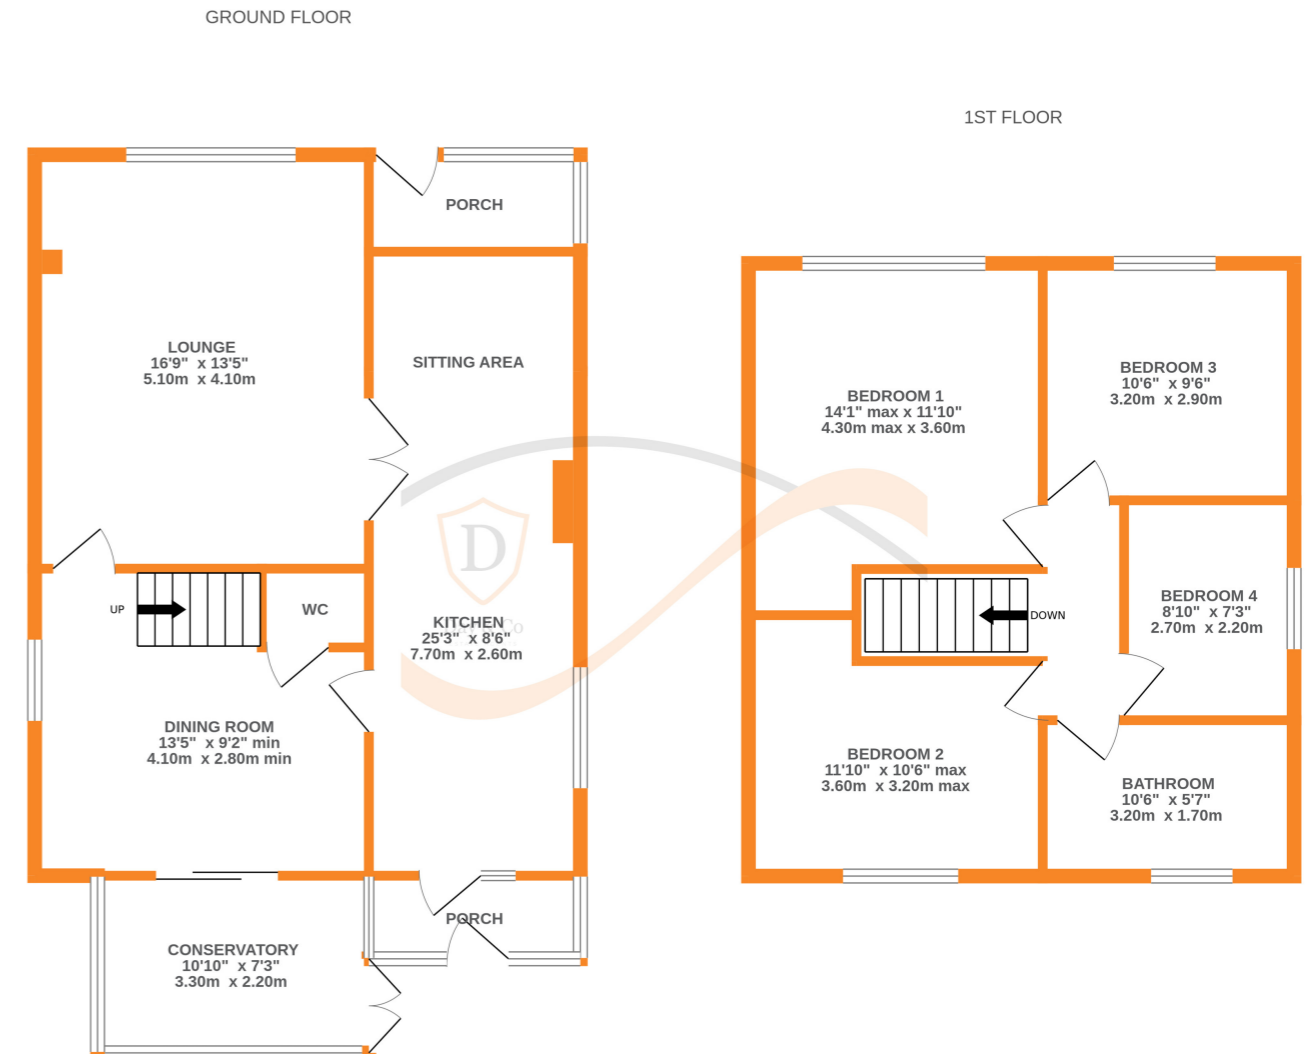 GROUND FLOOR
1ST FLOOR
PORCH
LOUNGE
16'9" x 13'5"
5.10m x 4.10m
SITTING AREA
BEDROOM 3
10'6" x 9'6"
3.20m x 2.90m
BEDROOM 1
14'1" max x 11'10"
4.30m max x 3.60m
D
UP
WC
KITCHEN
25'3" x 8'6"
7.70m x 2.60m
BEDROOM 4
8'10" x 7'3"
2.70m x 2.20m
DOWN
DINING ROOM
13'5" x 9'2" min
4.10m x 2.80m min
BEDROOM 2
11'10" x 10'6" max
3.60m x 3.20m max
BATHROOM
10'6" x 5'7"
3.20m x 1.70m
PORCH
CONSERVATORY
10'10" x 7'3"
3.30m x 2.20m